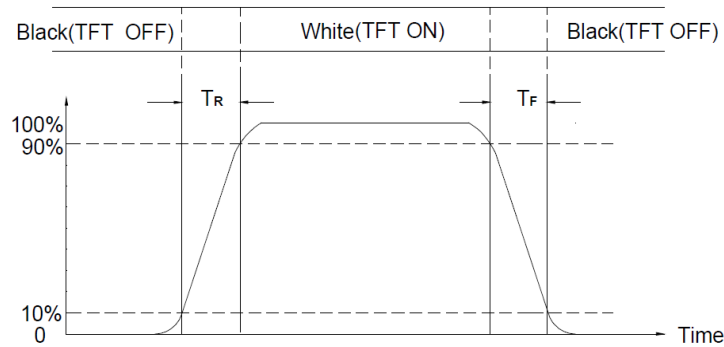 Black(TFT OFF) White(TFT ON) Black(TFT OFF)
TR TF
100%
90%
10%
0
Time